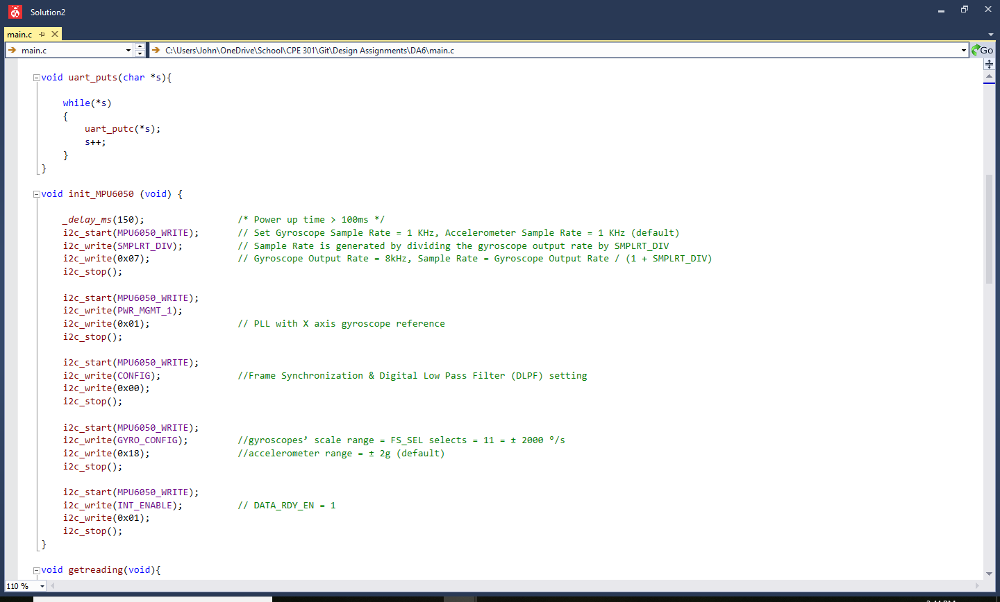 Solution2
main.c
main.c C:\Users\John\OneDrive\School\CPE 301\Git\Design Assignments\DA6\main.c Go
void uart_puts(char *s){
while(*s)
{
uart_putc(*s);
s++;
}
}
void init_MPU6050 (void) {
_delay_ms(150); /* Power up time > 100ms */
i2c_start(MPU6050_WRITE); // Set Gyroscope Sample Rate = 1 KHz, Accelerometer Sample Rate = 1 KHz (default)
i2c_write(SMPLRT_DIV); // Sample Rate is generated by dividing the gyroscope output rate by SMPLRT_DIV
i2c_write(0x07); // Gyroscope Output Rate = 8kHz, Sample Rate = Gyroscope Output Rate / (1 + SMPLRT_DIV)
i2c_stop();
i2c_start(MPU6050_WRITE);
i2c_write(PWR_MGMT_1);
i2c_write(0x01); // PLL with X axis gyroscope reference
i2c_stop();
i2c_start(MPU6050_WRITE);
i2c_write(CONFIG); //Frame Synchronization & Digital Low Pass Filter (DLPF) setting
i2c_write(0x00);
i2c_stop();
i2c_start(MPU6050_WRITE);
i2c_write(GYRO_CONFIG); //gyroscopes’ scale range = FS_SEL selects = 11 = ± 2000 °/s
i2c_write(0x18); //accelerometer range = ± 2g (default)
i2c_stop();
i2c_start(MPU6050_WRITE);
i2c_write(INT_ENABLE); // DATA_RDY_EN = 1
i2c_write(0x01);
i2c_stop();
}
void getreading(void){
110 %